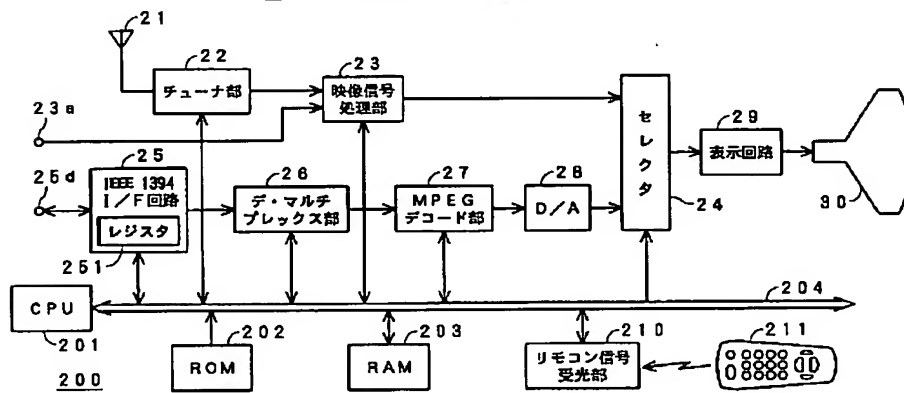 21
22
チューナ部
23
映像信号
処理部
23a
25d
25
IEEE 1394
I/F回路
レジスタ
251
26
デ・マルチ
プレックス部
27
MPEG
デコード部
28
D/A
セレクタ
24
29
表示回路
30
CPU
201
200
202
ROM
203
RAM
204
210
リモコン信号
受光部
211